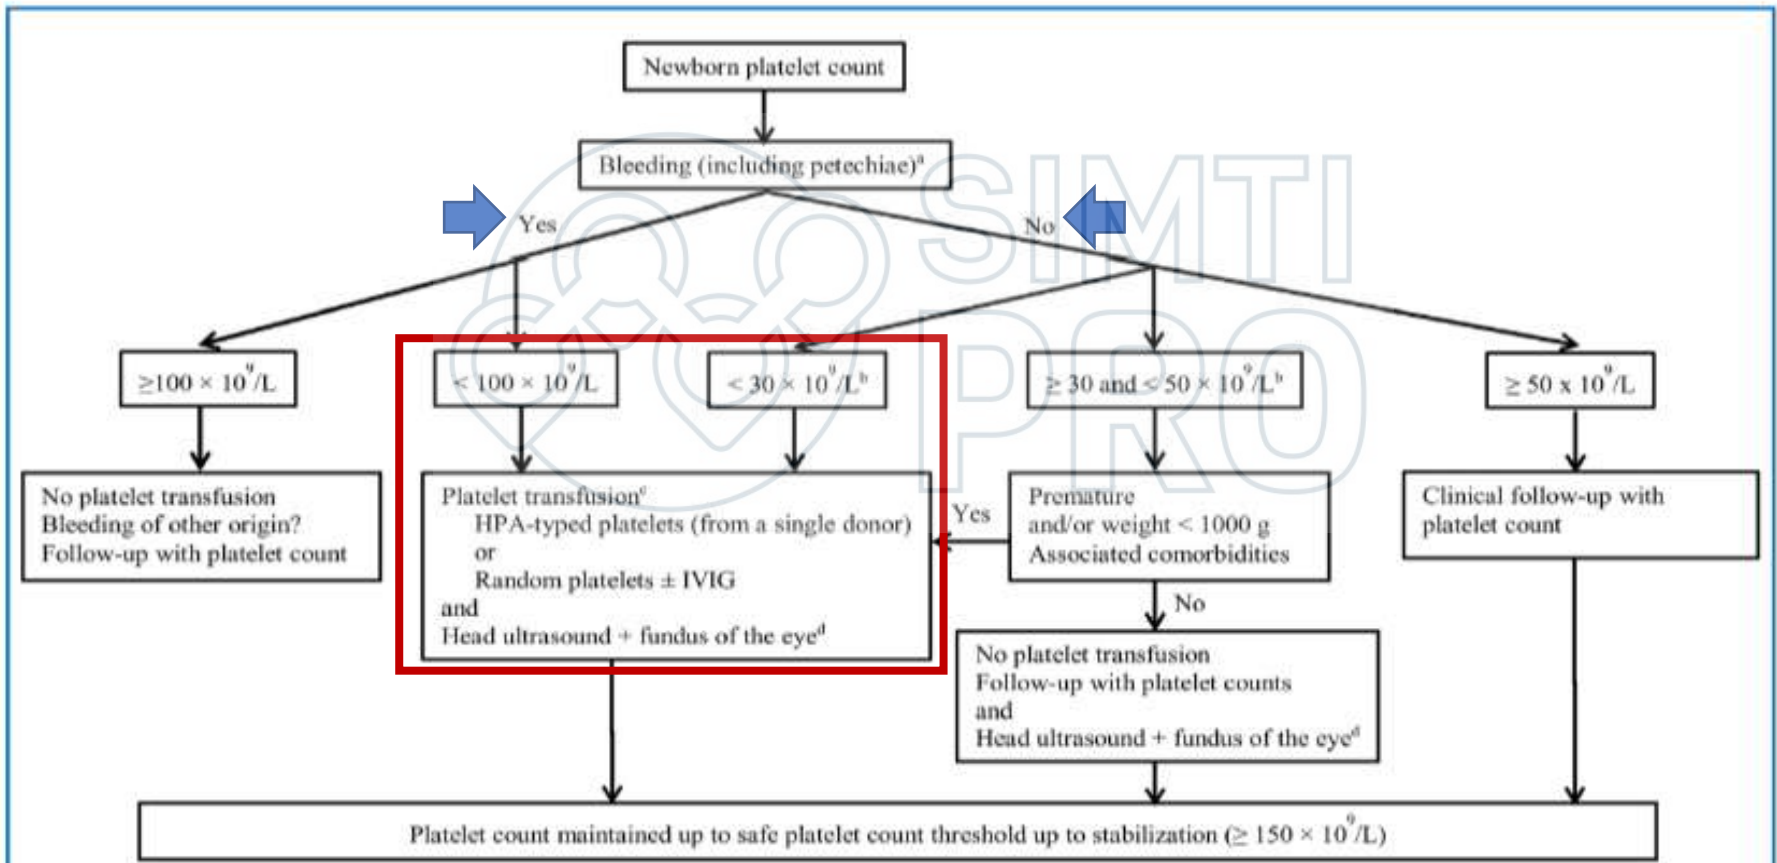 Newborn platelet count
Bleeding (including petechiae)ᵃ
Yes
No
≥100 × 10⁹/L
< 100 × 10⁹/L
< 30 × 10⁹/Lᵇ
≥ 30 and < 50 × 10⁹/Lᵇ
≥ 50 x 10⁹/L
No platelet transfusion
Bleeding of other origin?
Follow-up with platelet count
Platelet transfusionᶜ
HPA-typed platelets (from a single donor)
or
Random platelets ± IVIG
and
Head ultrasound + fundus of the eyeᵈ
Yes
Premature
and/or weight < 1000 g
Associated comorbidities
Clinical follow-up with
platelet count
No
No platelet transfusion
Follow-up with platelet counts
and
Head ultrasound + fundus of the eyeᵈ
Platelet count maintained up to safe platelet count threshold up to stabilization (≥ 150 × 10⁹/L)
SIMTI
PRO